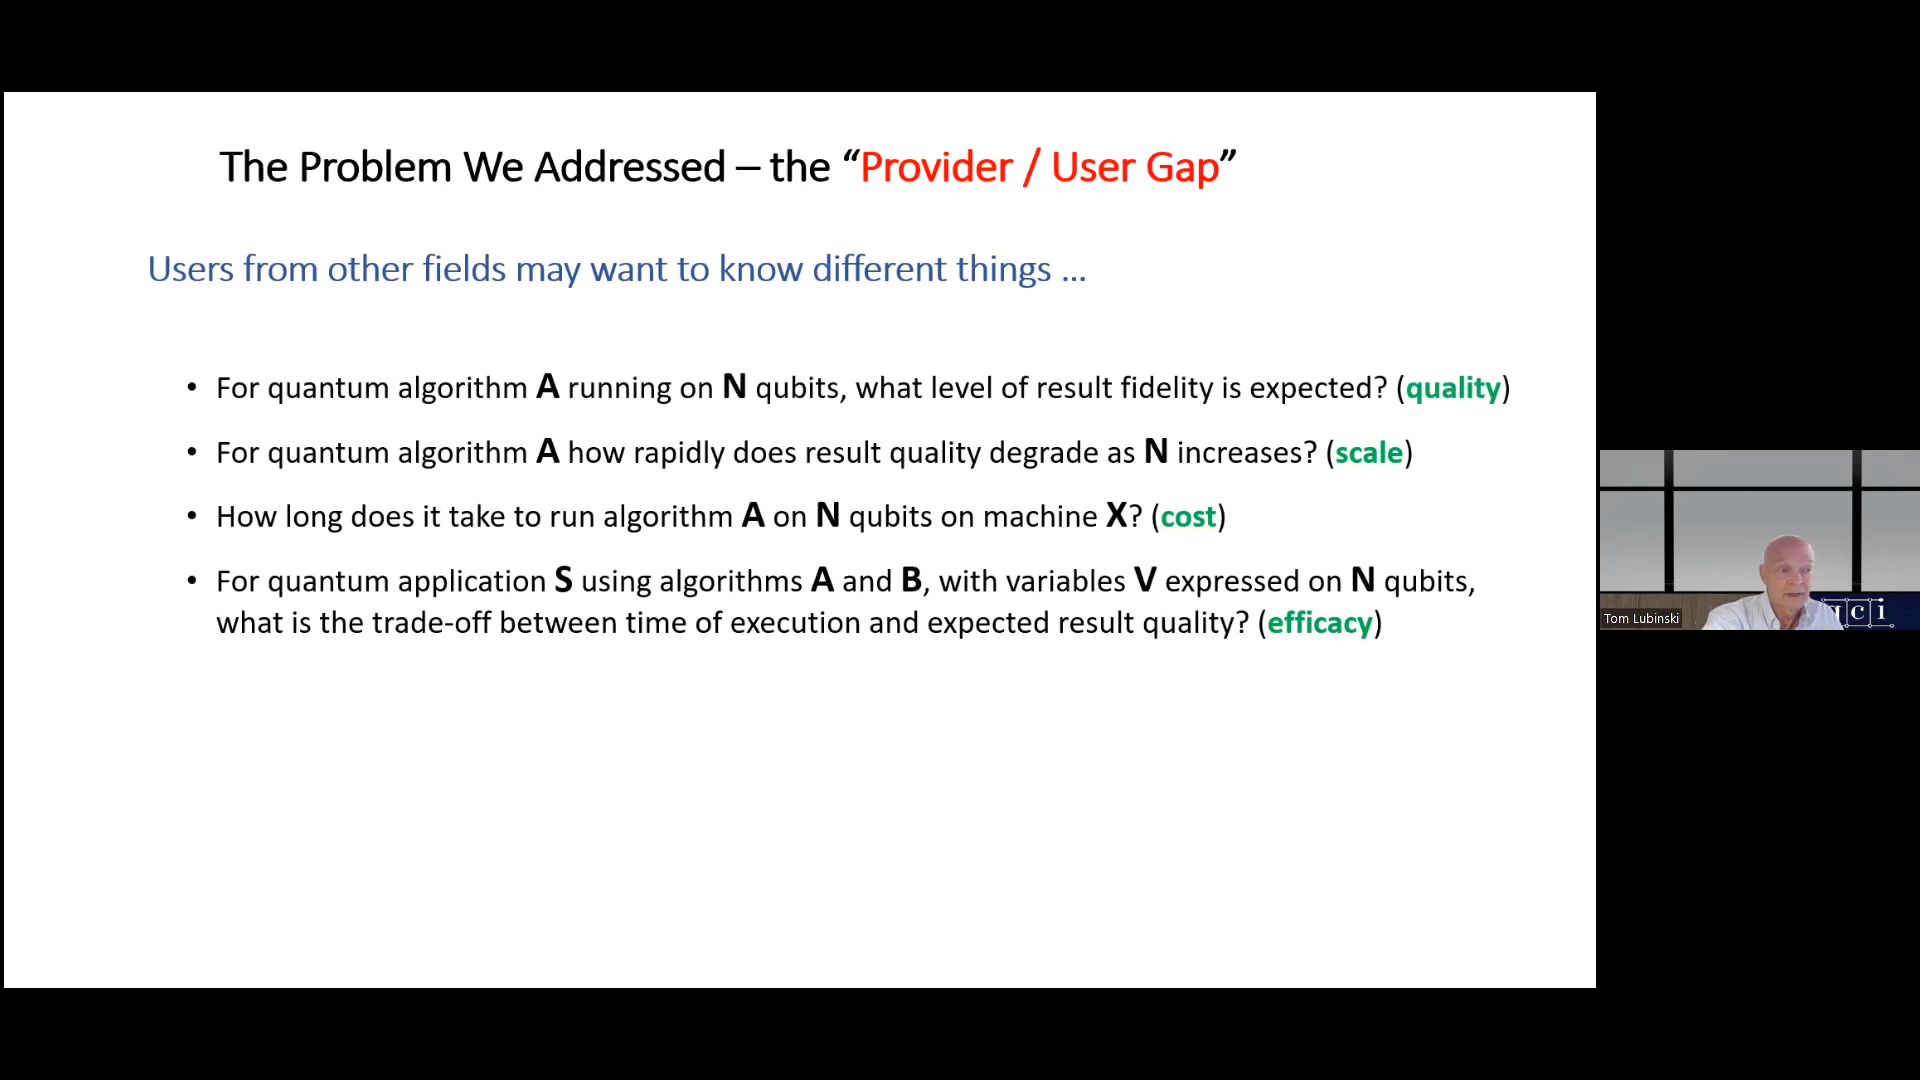 The Problem We Addressed – the “Provider / User Gap”
Users from other fields may want to know different things ...
• For quantum algorithm A running on N qubits, what level of result fidelity is expected? (quality)
• For quantum algorithm A how rapidly does result quality degrade as N increases? (scale)
• How long does it take to run algorithm A on N qubits on machine X? (cost)
• For quantum application S using algorithms A and B, with variables V expressed on N qubits,
what is the trade-off between time of execution and expected result quality? (efficacy)
Tom Lubinski
qci